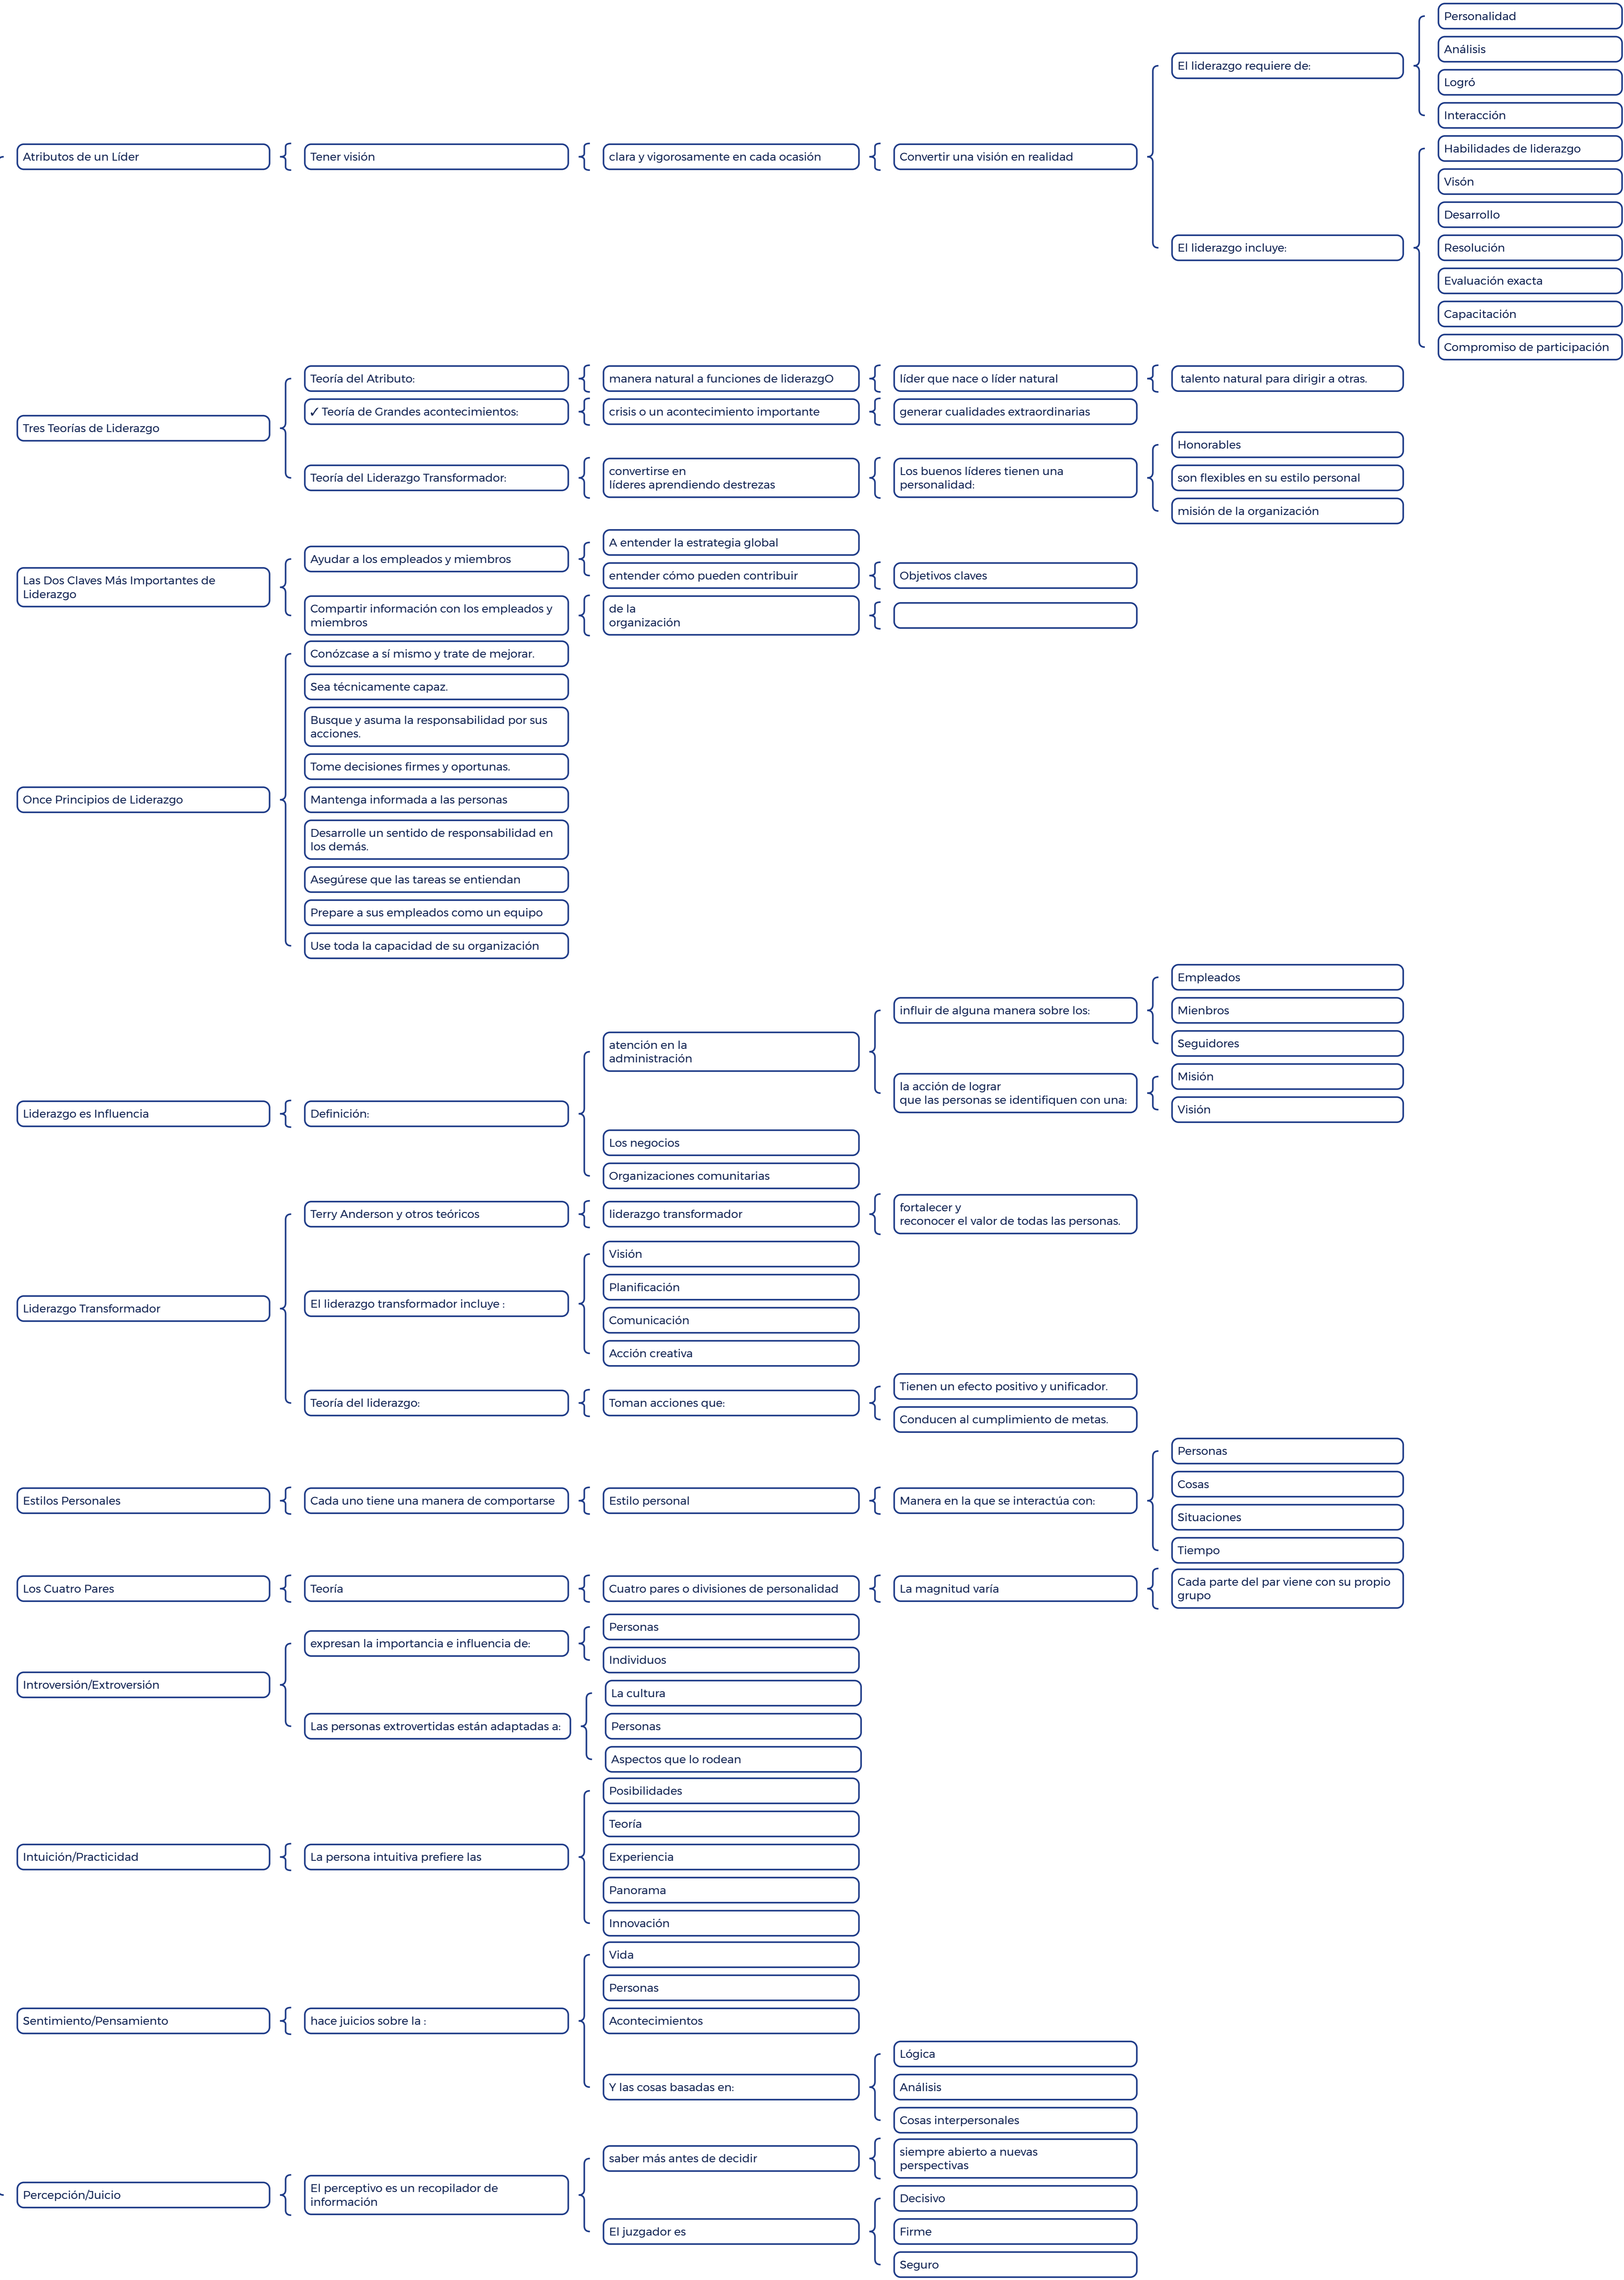 Atributos de un Líder
Tener visión
clara y vigorosamente en cada ocasión
Convertir una visión en realidad
El liderazgo requiere de:
Personalidad
Análisis
Logró
Interacción
El liderazgo incluye:
Habilidades de liderazgo
Visón
Desarrollo
Resolución
Evaluación exacta
Capacitación
Compromiso de participación
Tres Teorías de Liderazgo
Teoría del Atributo:
manera natural a funciones de liderazgO
líder que nace o líder natural
talento natural para dirigir a otras.
✓ Teoría de Grandes acontecimientos:
crisis o un acontecimiento importante
generar cualidades extraordinarias
Teoría del Liderazgo Transformador:
convertirse en
líderes aprendiendo destrezas
Los buenos líderes tienen una
personalidad:
Honorables
son flexibles en su estilo personal
misión de la organización
Las Dos Claves Más Importantes de
Liderazgo
Ayudar a los empleados y miembros
A entender la estrategia global
entender cómo pueden contribuir
Objetivos claves
Compartir información con los empleados y
miembros
de la
organización
Once Principios de Liderazgo
Conózcase a sí mismo y trate de mejorar.
Sea técnicamente capaz.
Busque y asuma la responsabilidad por sus
acciones.
Tome decisiones firmes y oportunas.
Mantenga informada a las personas
Desarrolle un sentido de responsabilidad en
los demás.
Asegúrese que las tareas se entiendan
Prepare a sus empleados como un equipo
Use toda la capacidad de su organización
Liderazgo es Influencia
Definición:
atención en la
administración
influir de alguna manera sobre los:
Empleados
Mienbros
Seguidores
la acción de lograr
que las personas se identifiquen con una:
Misión
Visión
Los negocios
Organizaciones comunitarias
Liderazgo Transformador
Terry Anderson y otros teóricos
liderazgo transformador
fortalecer y
reconocer el valor de todas las personas.
El liderazgo transformador incluye :
Visión
Planificación
Comunicación
Acción creativa
Teoría del liderazgo:
Toman acciones que:
Tienen un efecto positivo y unificador.
Conducen al cumplimiento de metas.
Estilos Personales
Cada uno tiene una manera de comportarse
Estilo personal
Manera en la que se interactúa con:
Personas
Cosas
Situaciones
Tiempo
Los Cuatro Pares
Teoría
Cuatro pares o divisiones de personalidad
La magnitud varía
Cada parte del par viene con su propio
grupo
Introversión/Extroversión
expresan la importancia e influencia de:
Personas
Individuos
Las personas extrovertidas están adaptadas a:
La cultura
Personas
Aspectos que lo rodean
Intuición/Practicidad
La persona intuitiva prefiere las
Posibilidades
Teoría
Experiencia
Panorama
Innovación
Sentimiento/Pensamiento
hace juicios sobre la :
Vida
Personas
Acontecimientos
Y las cosas basadas en:
Lógica
Análisis
Cosas interpersonales
Percepción/Juicio
El perceptivo es un recopilador de
información
saber más antes de decidir
siempre abierto a nuevas
perspectivas
El juzgador es
Decisivo
Firme
Seguro